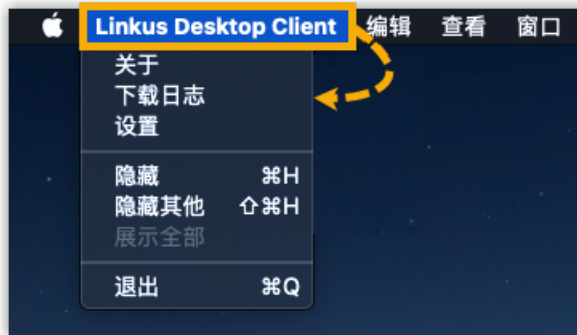 Linkus Desktop Client 编辑 查看 窗口
关于
下载日志
设置
隐藏 ⌘H
隐藏其他 ⇧⌘H
展示全部
退出 ⌘Q